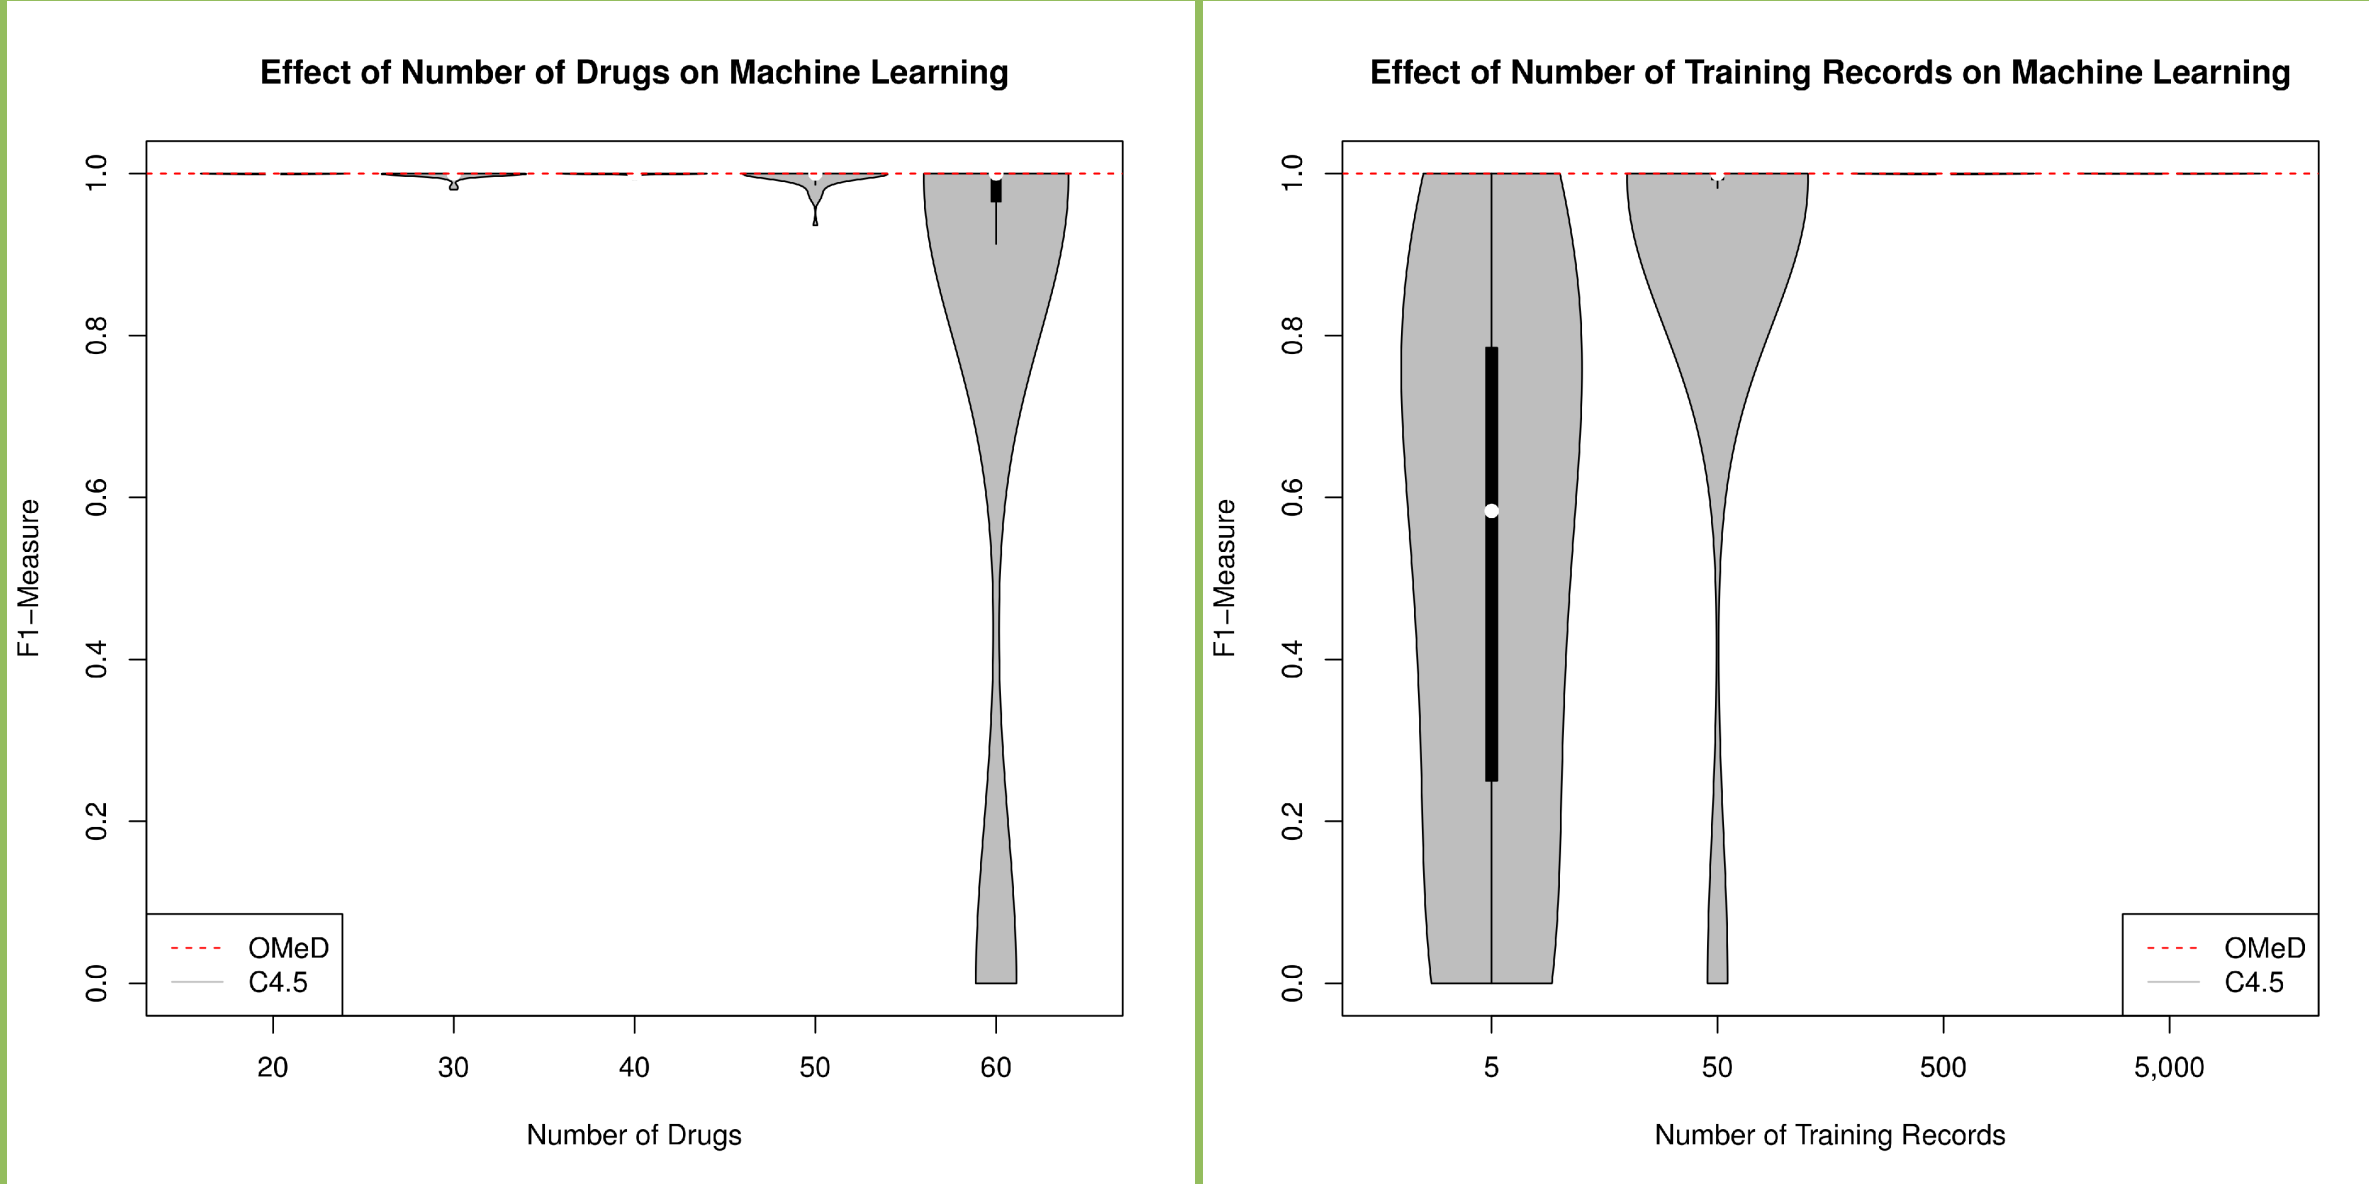 Effect of Number of Drugs on Machine Learning
F1−Measure
1.0
0.8
0.6
0.4
0.2
0.0
OMeD
C4.5
20 30 40 50 60
Number of Drugs
Effect of Number of Training Records on Machine Learning
F1−Measure
1.0
0.8
0.6
0.4
0.2
0.0
OMeD
C4.5
5 50 500 5,000
Number of Training Records